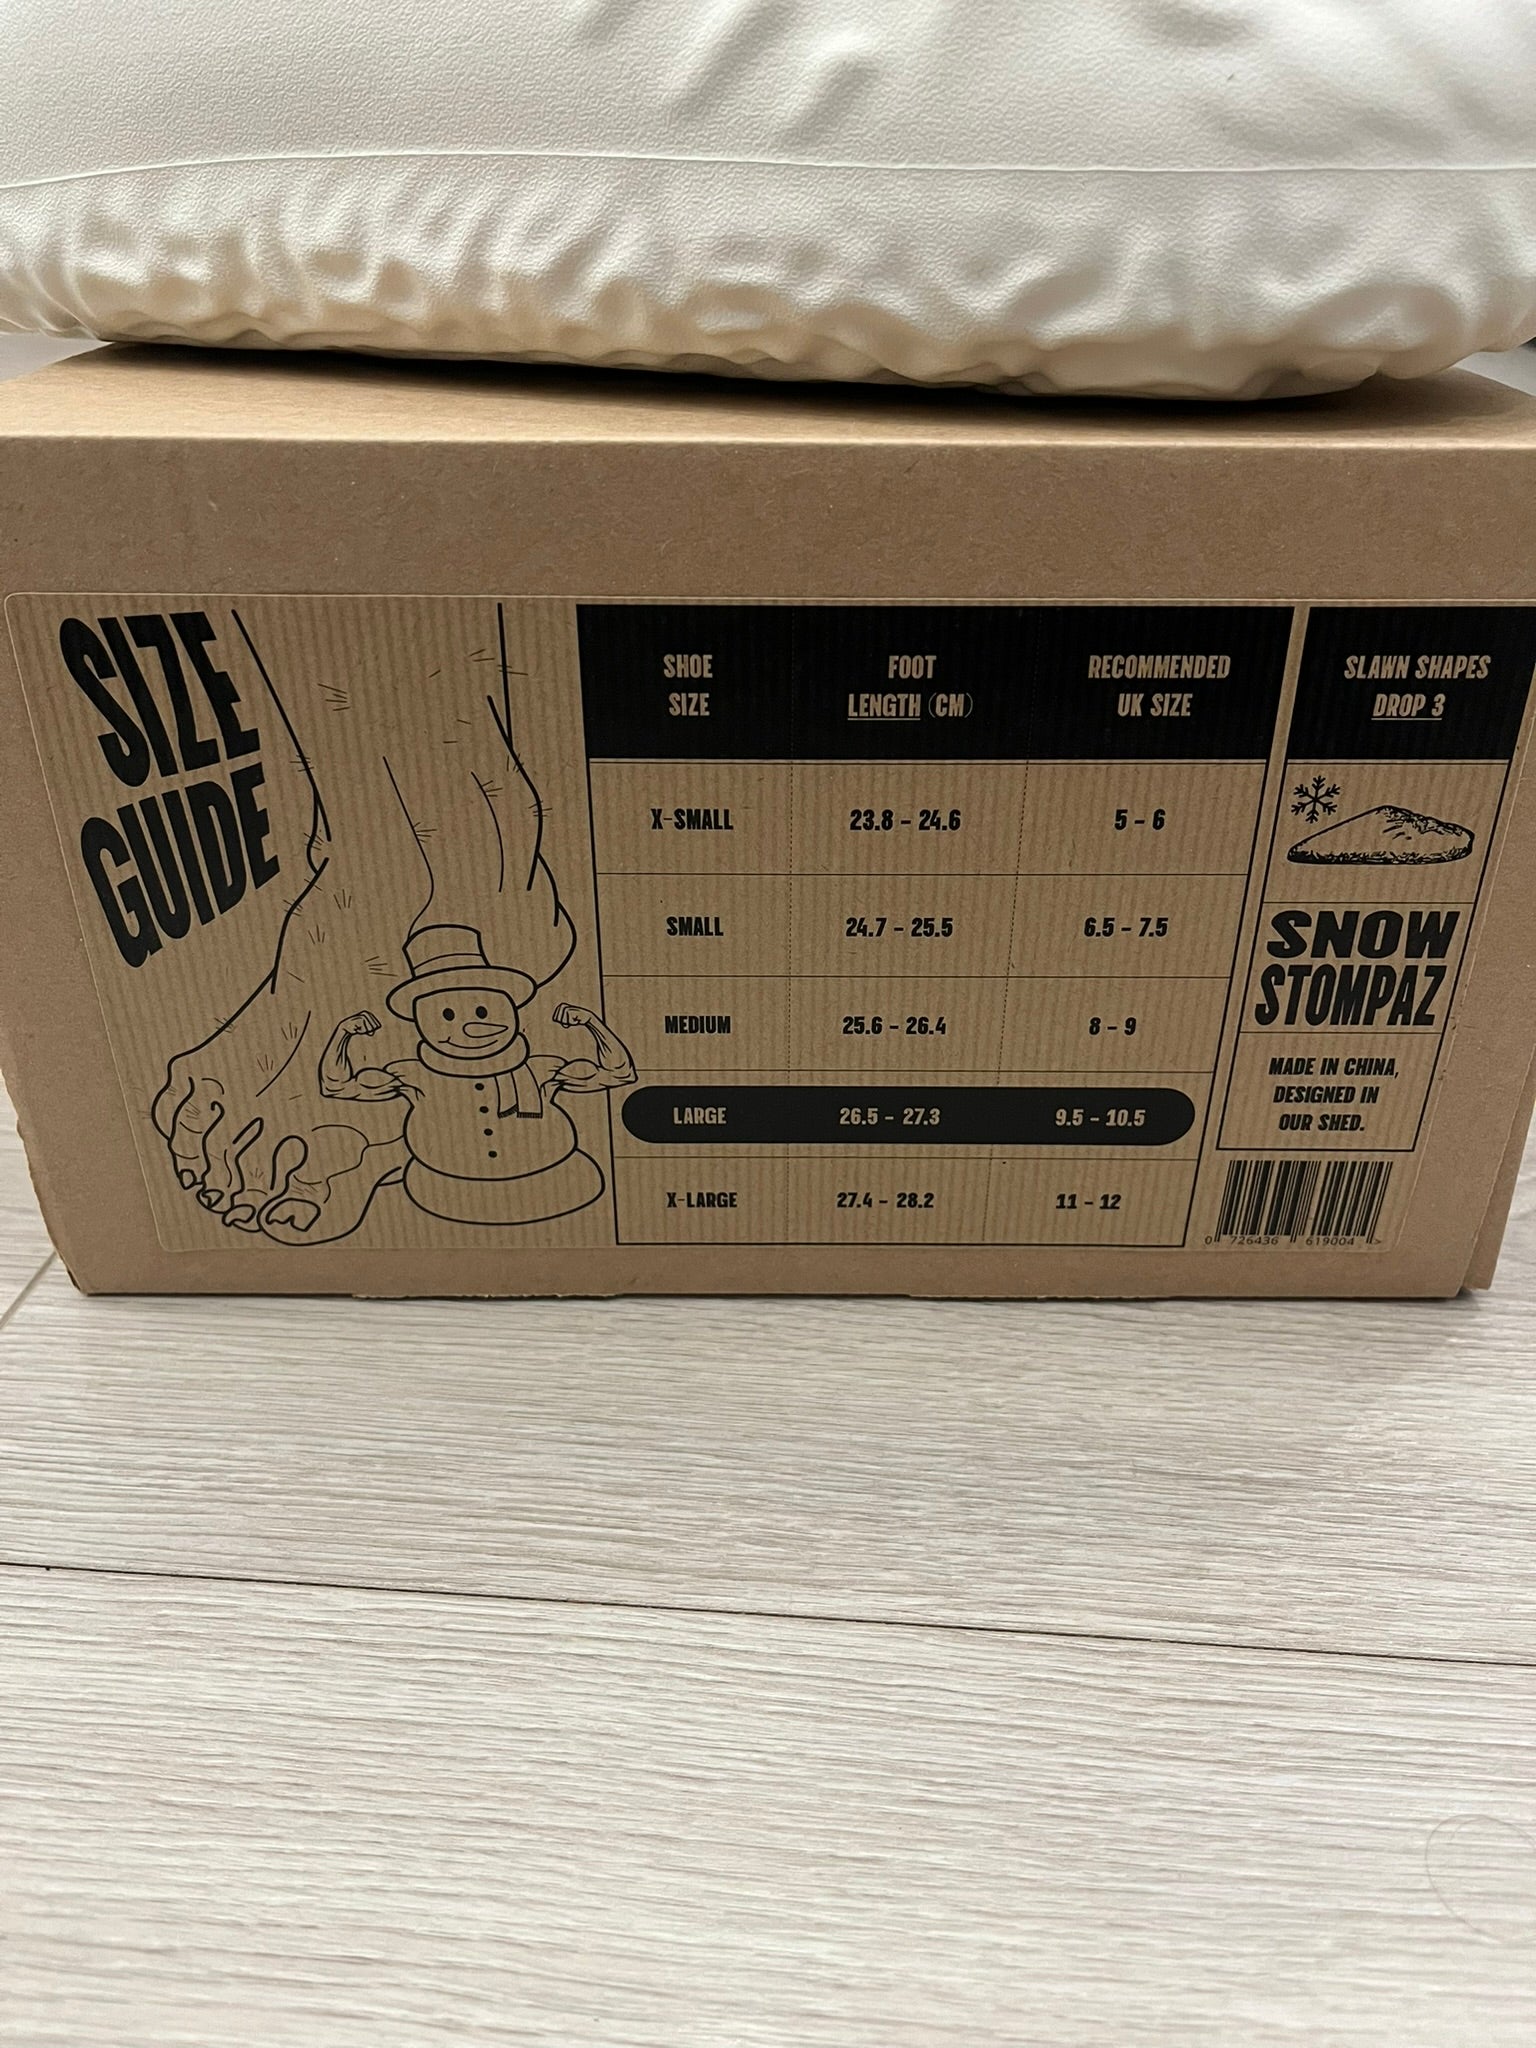 SIZE
GUIDE
SHOE
SIZE
FOOT
LENGTH (CM)
RECOMMENDED
UK SIZE
X-SMALL 23.8 - 24.6 5 - 6
SMALL 24.7 - 25.5 6.5 - 7.5
MEDIUM 25.6 - 26.4 8 - 9
LARGE 26.5 - 27.3 9.5 - 10.5
X-LARGE 27.4 - 28.2 11 - 12
SLAWN SHAPES
DROP 3
SNOW
STOMPAZ
MADE IN CHINA,
DESIGNED IN
OUR SHED.
0 726436 619004 >